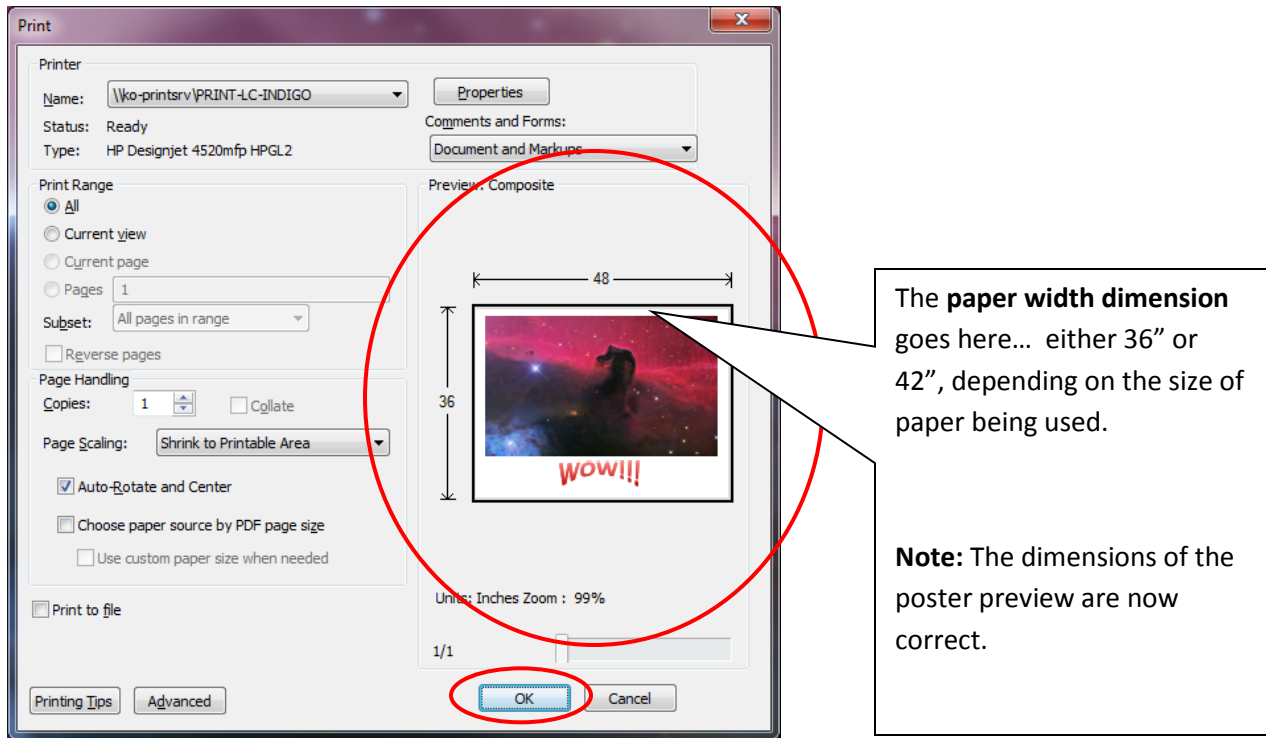 Print
Printer
Name: \\ko-printsrv\PRINT-LC-INDIGO
Properties
Status: Ready
Comments and Forms:
Type: HP Designjet 4520mfp HPGL2
Document and Markups
Print Range
All
Current view
Current page
Pages 1
Subset: All pages in range
Reverse pages
Page Handling
Copies: 1 Collate
Page Scaling: Shrink to Printable Area
Auto-Rotate and Center
Choose paper source by PDF page size
Use custom paper size when needed
Print to file
Printing Tips Advanced
Preview: Composite
48
36
WOW!!!
Units: Inches Zoom : 99%
1/1
OK Cancel
The paper width dimension
goes here… either 36” or
42”, depending on the size of
paper being used.
Note: The dimensions of the
poster preview are now
correct.